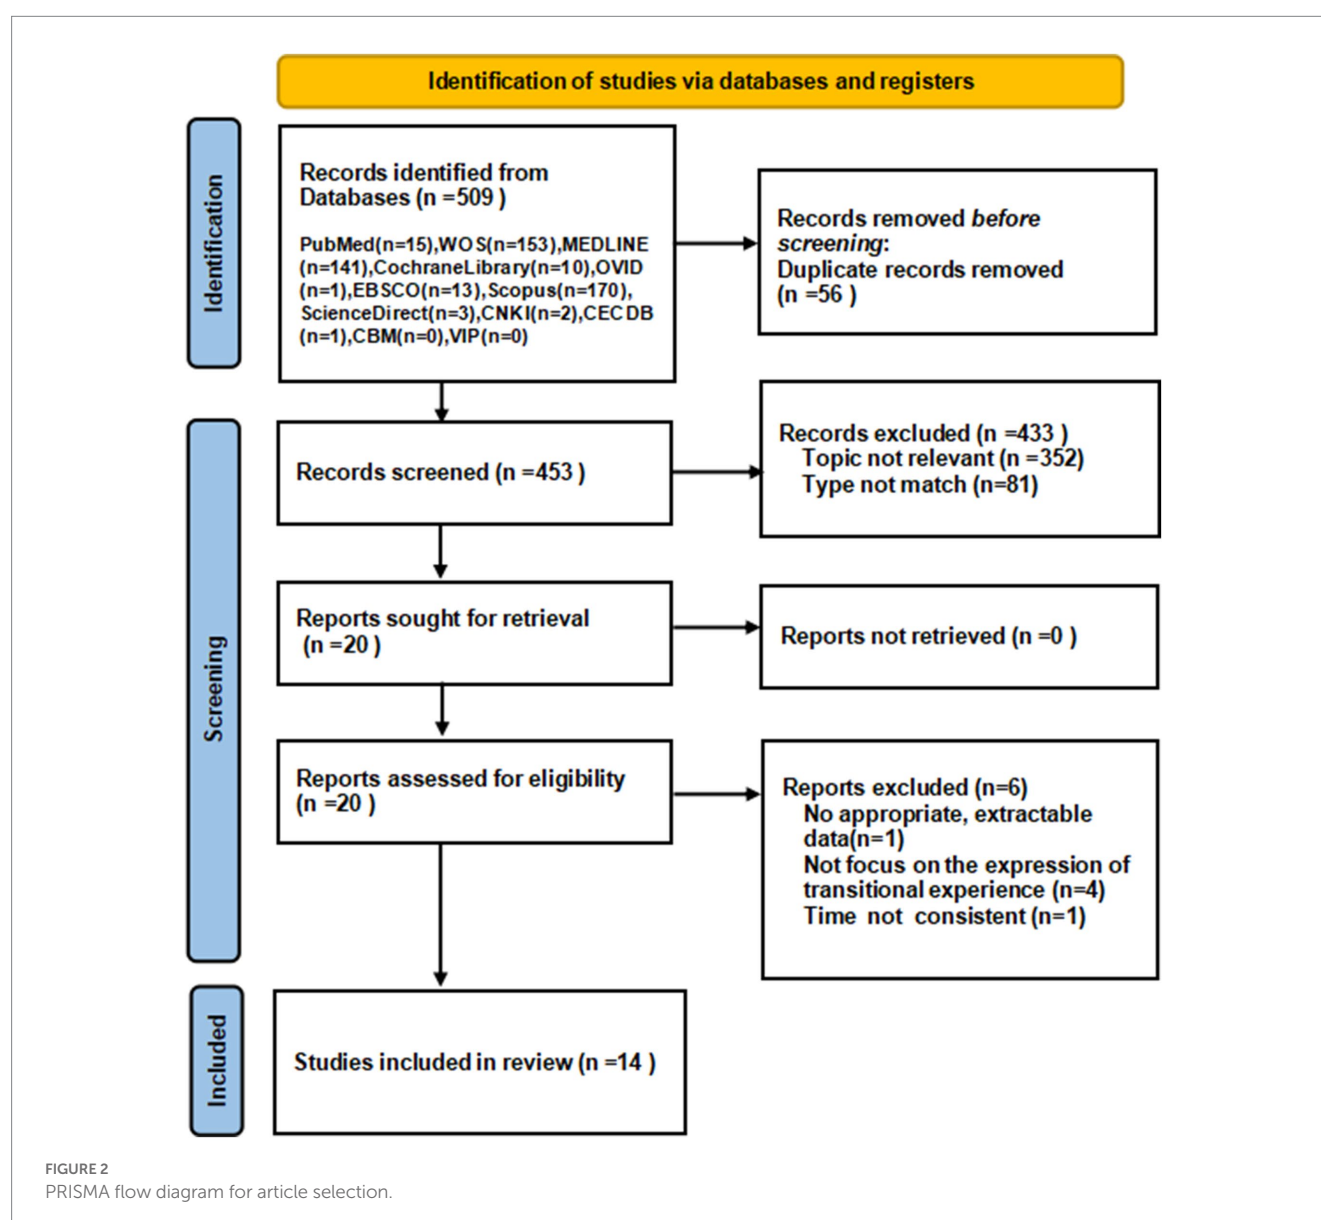 Identification of studies via databases and registers
Identification
Records identified from
Databases (n =509 )
PubMed(n=15),WOS(n=153),MEDLINE
(n=141),CochraneLibrary(n=10),OVID
(n=1),EBSCO(n=13),Scopus(n=170),
ScienceDirect(n=3),CNKI(n=2),CECDB
(n=1),CBM(n=0),VIP(n=0)
Records removed before
screening:
Duplicate records removed
(n =56 )
Screening
Records screened (n =453 )
Records excluded (n =433 )
Topic not relevant (n =352)
Type not match (n=81)
Reports sought for retrieval
(n =20 )
Reports not retrieved (n =0 )
Reports assessed for eligibility
(n =20 )
Reports excluded (n=6)
No appropriate, extractable
data(n=1)
Not focus on the expression of
transitional experience (n=4)
Time not consistent (n=1)
Included
Studies included in review (n =14 )
FIGURE 2
PRISMA flow diagram for article selection.